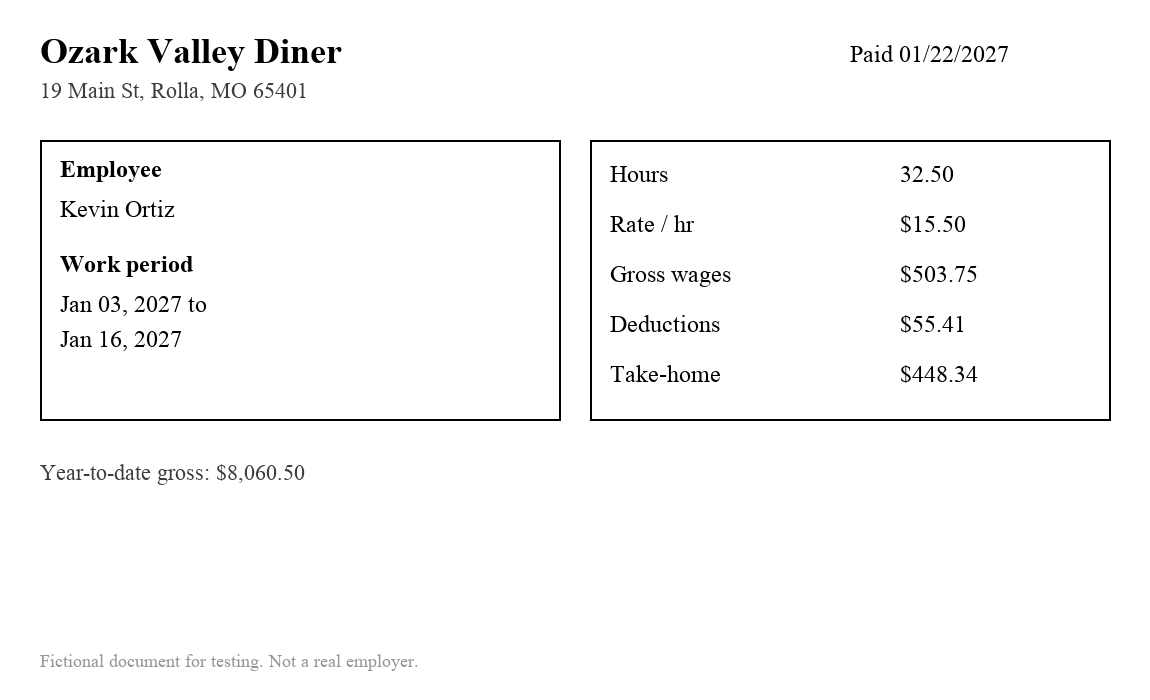 Ozark Valley Diner
Paid 01/22/2027
19 Main St, Rolla, MO 65401
Employee
Kevin Ortiz
Work period
Jan 03, 2027 to
Jan 16, 2027
Hours 32.50
Rate / hr $15.50
Gross wages $503.75
Deductions $55.41
Take-home $448.34
Year-to-date gross: $8,060.50
Fictional document for testing. Not a real employer.